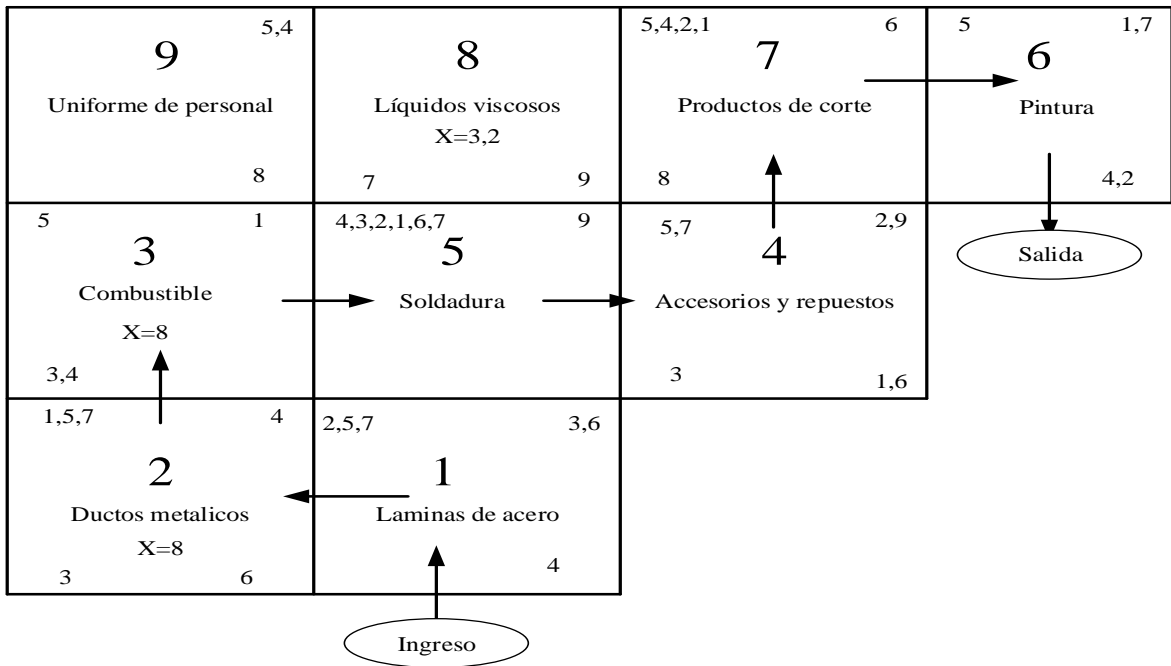 5,4
9
Uniforme de personal
8
8
Líquidos viscosos
X=3,2
7 9
5,4,2,1 6
7
Productos de corte
8
5 1,7
6
Pintura
4,2
5 1
3
Combustible
X=8
3,4
4,3,2,1,6,7 9
5
Soldadura
5,7 2,9
4
Accesorios y repuestos
3 1,6
Salida
1,5,7 4
2
Ductos metalicos
X=8
3 6
2,5,7 3,6
1
Laminas de acero
4
Ingreso